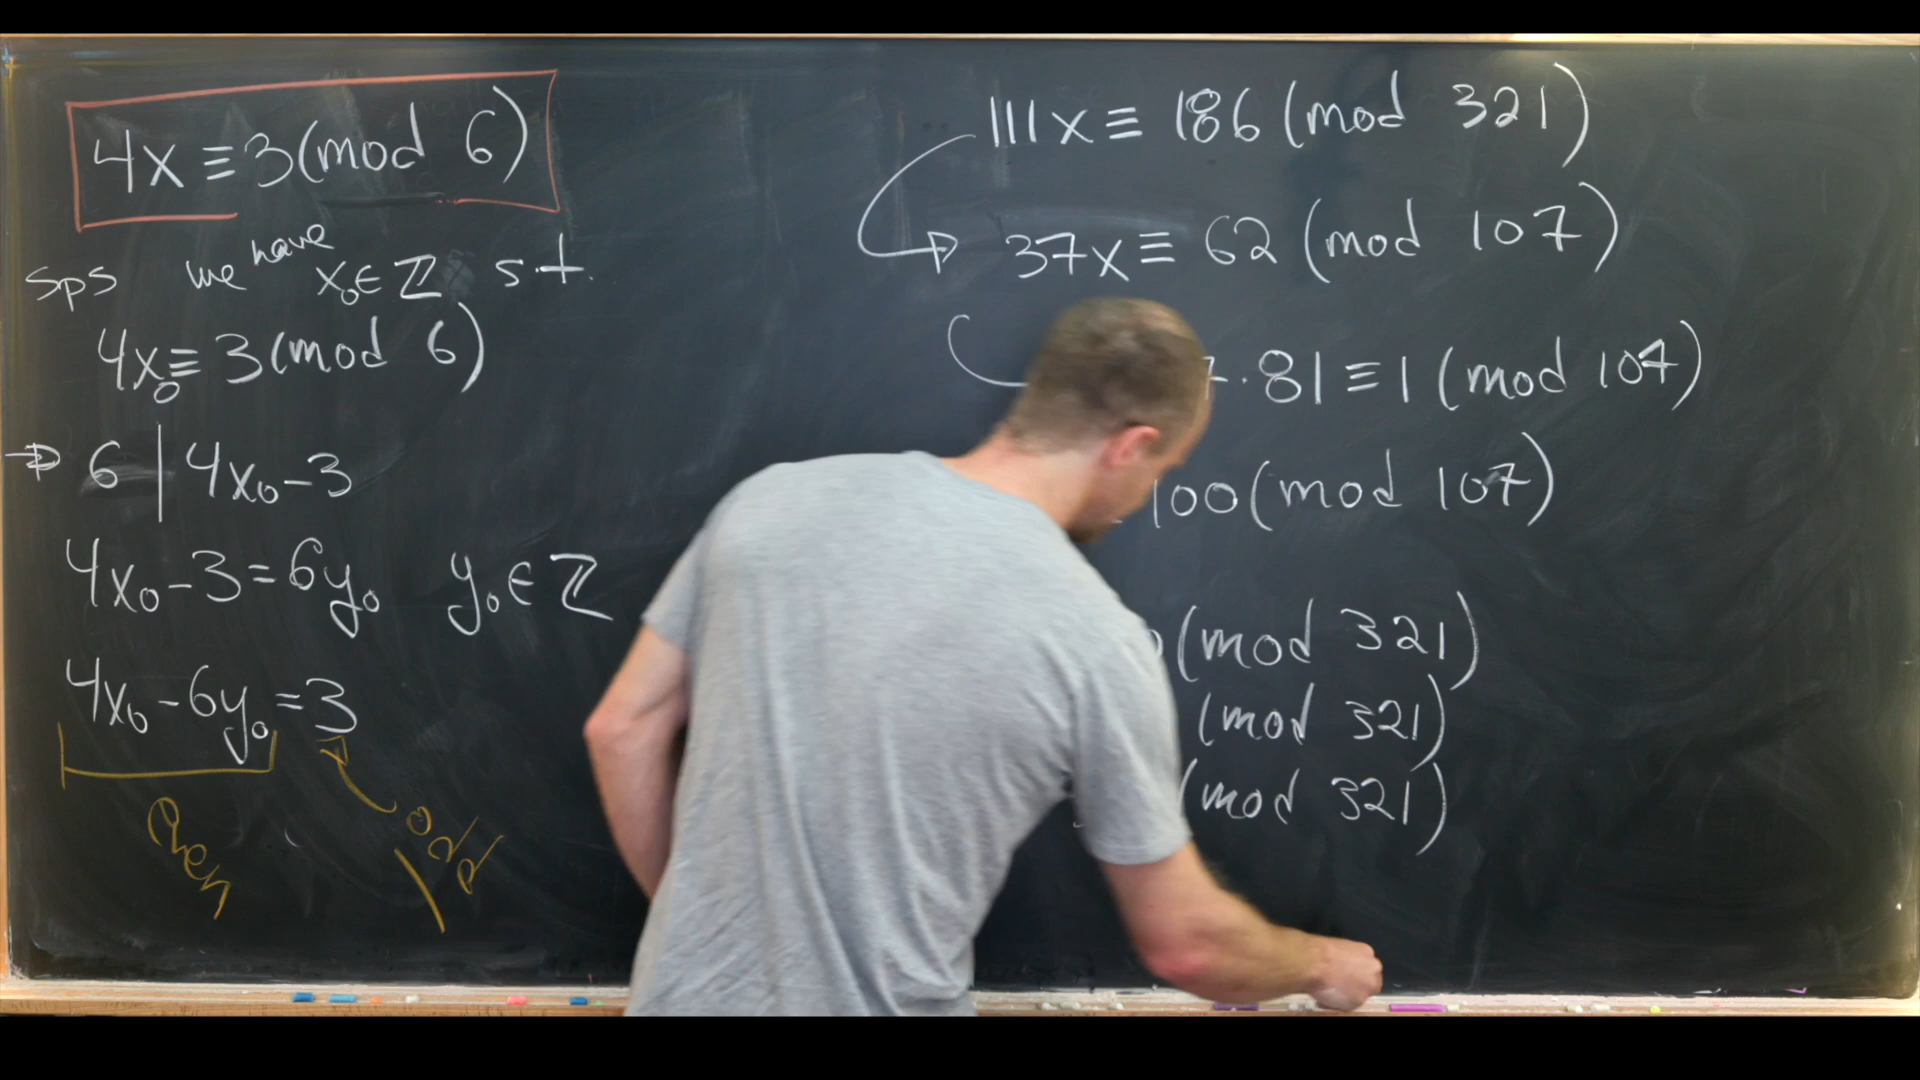 4x ≡ 3(mod 6)
Sps we have x₀ ∈ ℤ s.t.
4x₀ ≡ 3(mod 6)
⇒ 6 | 4x₀-3
4x₀-3=6y₀ y₀ ∈ ℤ
4x₀-6y₀=3
even odd
111x ≡ 186 (mod 321)
37x ≡ 62 (mod 107)
·81 ≡ 1 (mod 107)
100(mod 107)
(mod 321)
(mod 321)
(mod 321)